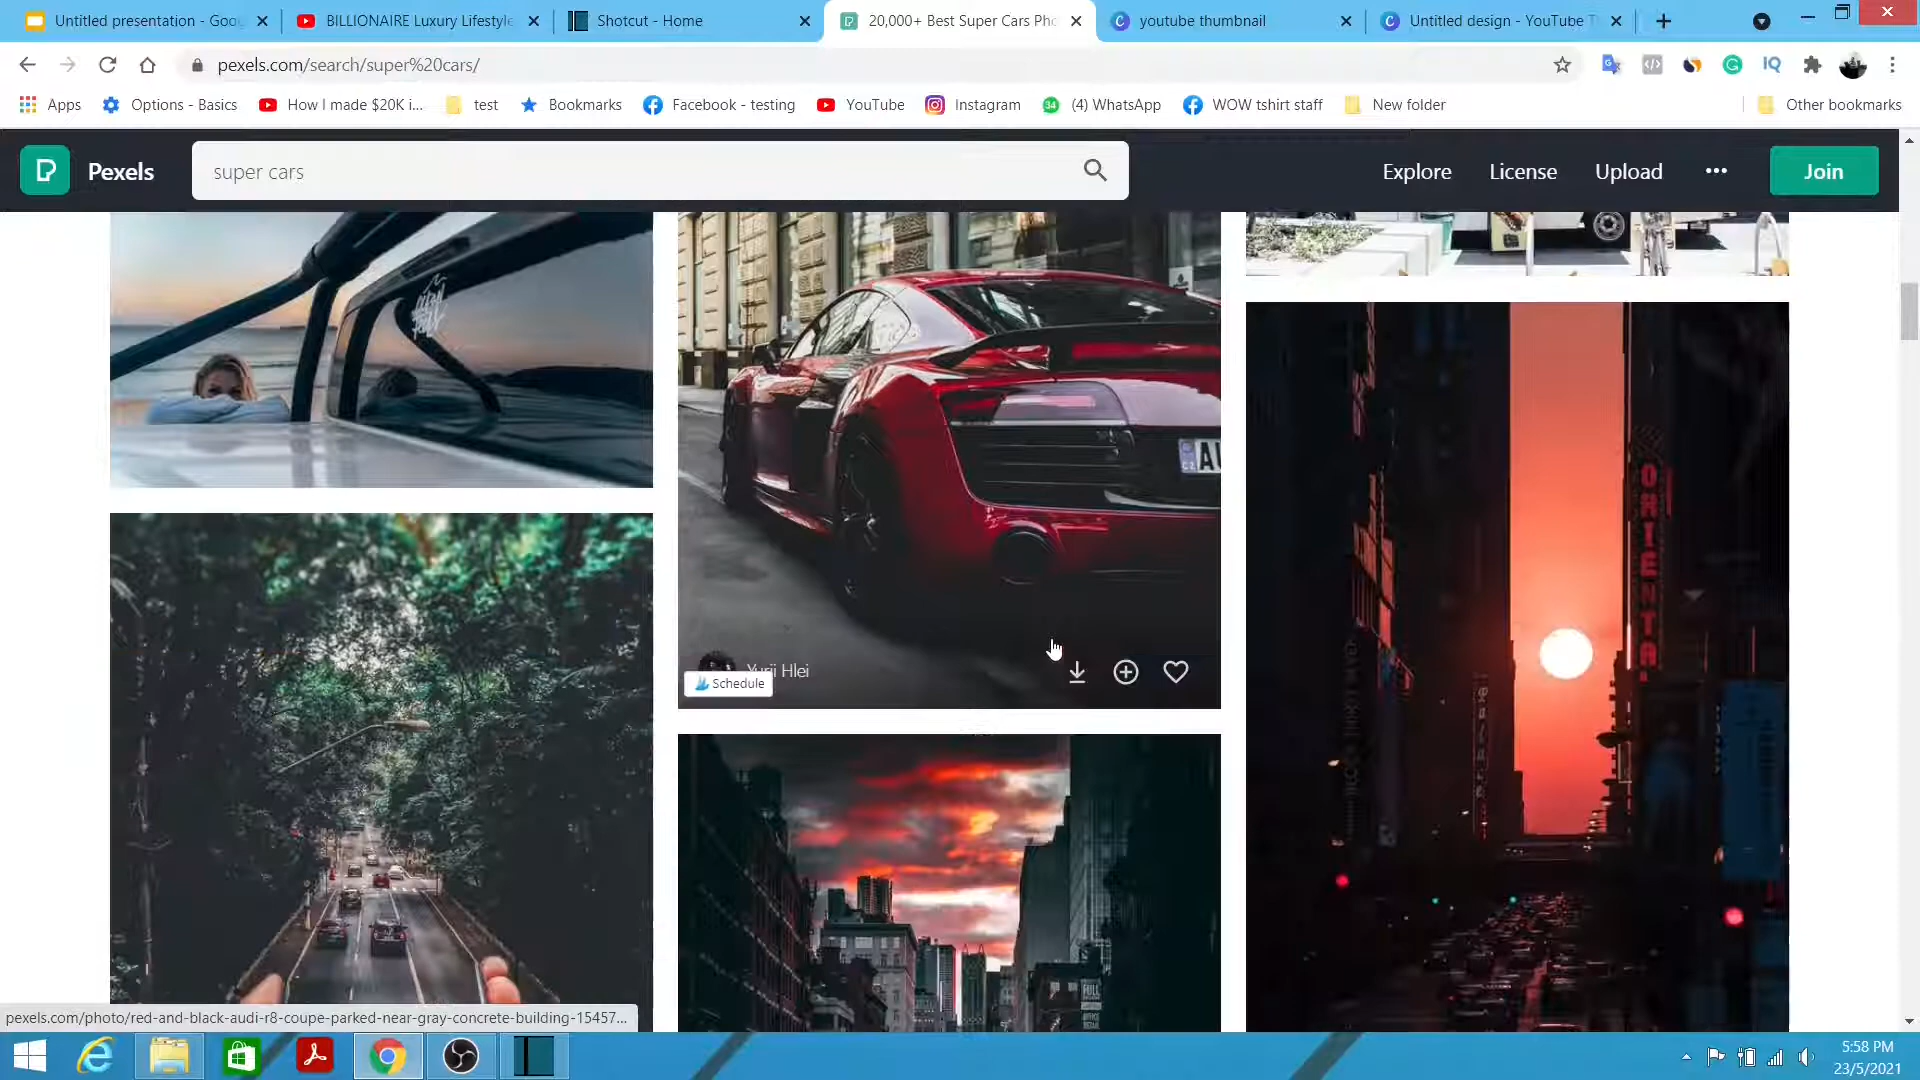 Untitled presentation - Goo
BILLIONAIRE Luxury Lifestyle
Shotcut - Home
20,000+ Best Super Cars Pho
youtube thumbnail
Untitled design - YouTube T
pexels.com/search/super%20cars/
Apps
Options - Basics
How I made $20K i...
test
Bookmarks
Facebook - testing
YouTube
Instagram
(4) WhatsApp
WOW tshirt staff
New folder
Other bookmarks
Pexels
super cars
Explore
License
Upload
Join
ORIENTA
Yurii Hlei
Schedule
pexels.com/photo/red-and-black-audi-r8-coupe-parked-near-gray-concrete-building-15457...
5:58 PM
23/5/2021